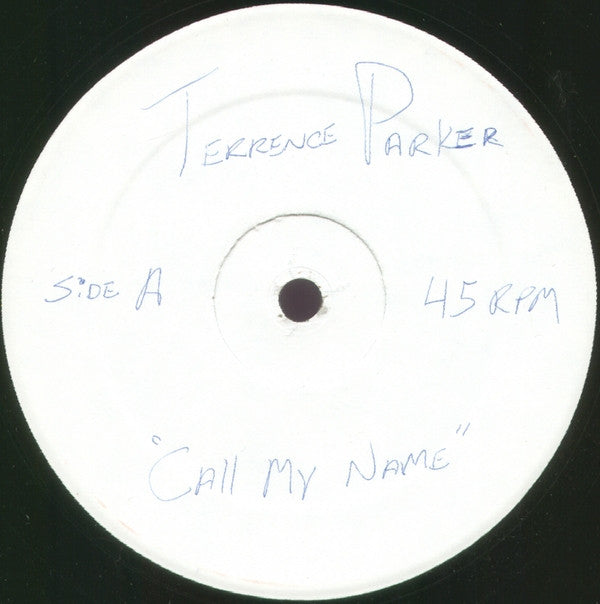 Terrence Parker
Side A
45 RPM
"Call My Name"